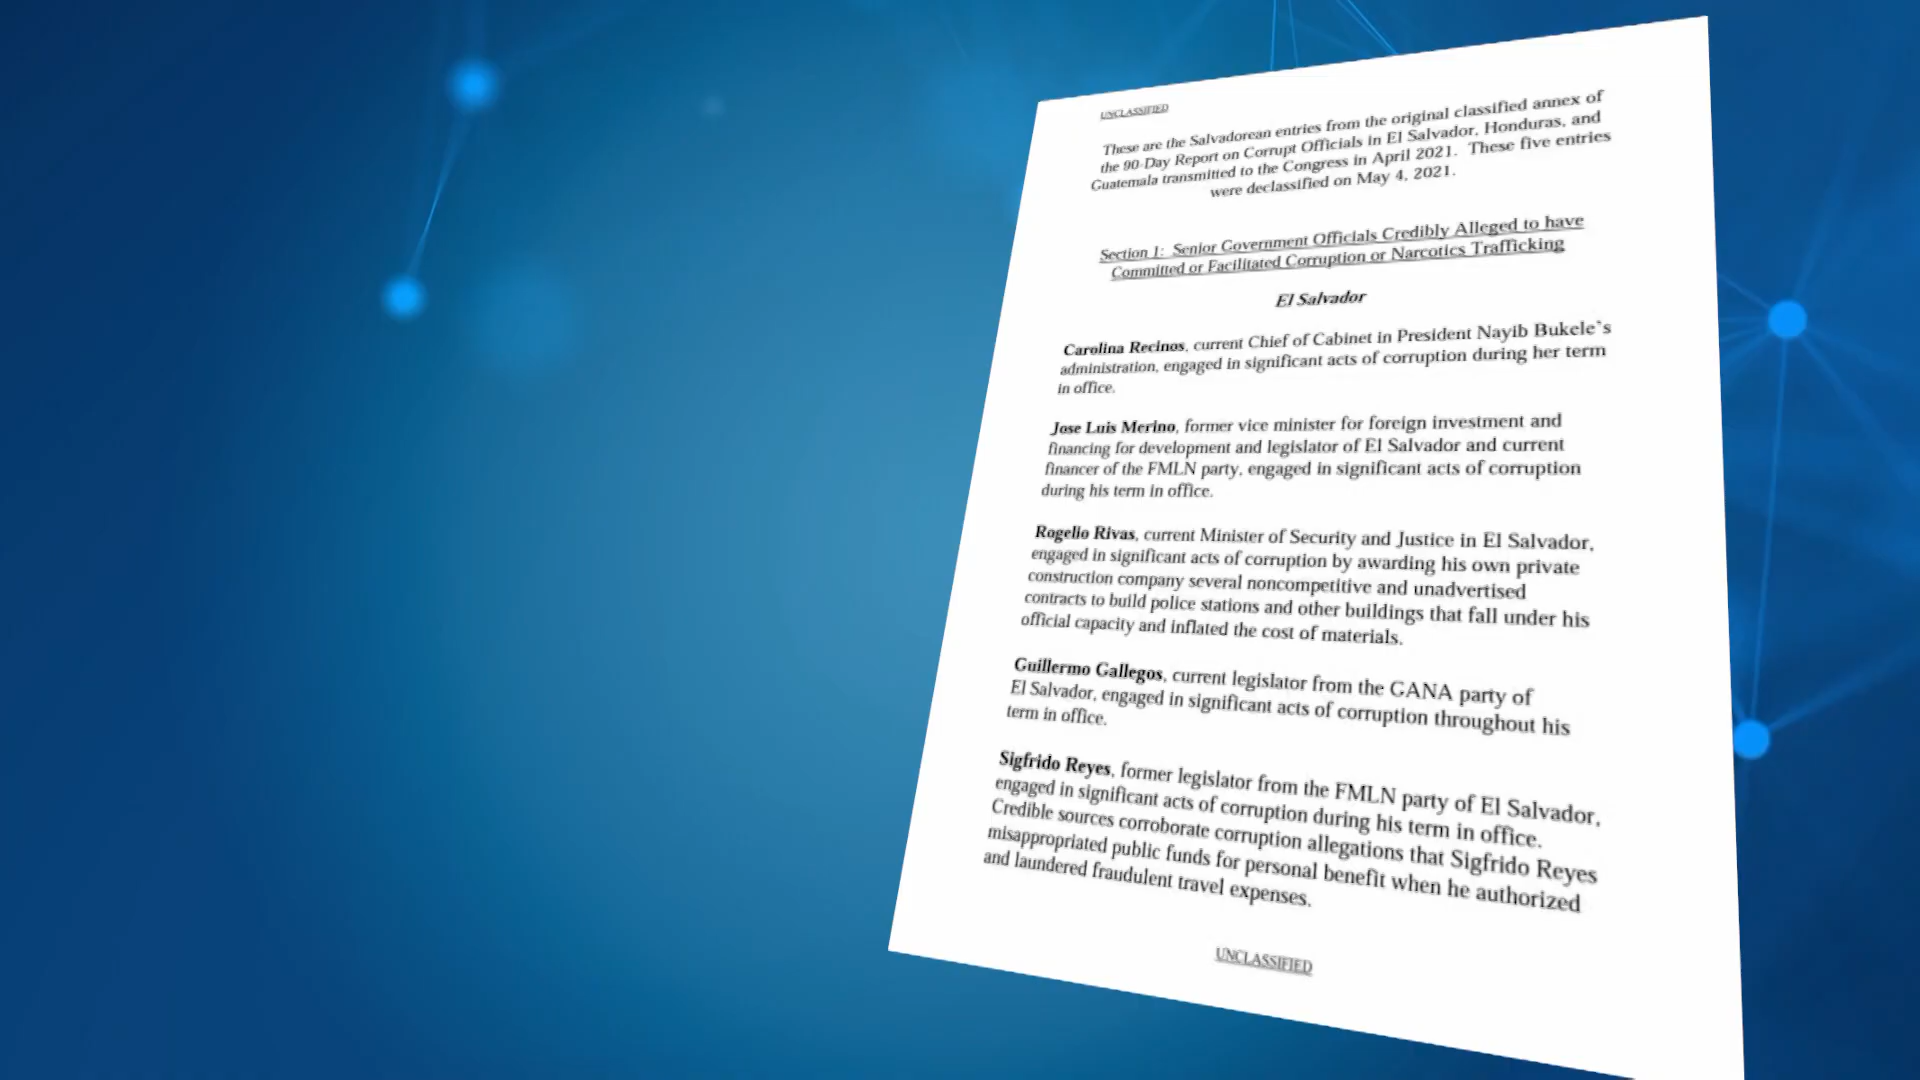 UNCLASSIFIED
These are the Salvadorean entries from the original classified annex of
the 90-Day Report on Corrupt Officials in El Salvador, Honduras, and
Guatemala transmitted to the Congress in April 2021. These five entries
were declassified on May 4, 2021.
Section 1: Senior Government Officials Credibly Alleged to have
Committed or Facilitated Corruption or Narcotics Trafficking
El Salvador
Carolina Recinos, current Chief of Cabinet in President Nayib Bukele`s
administration, engaged in significant acts of corruption during her term
in office.
Jose Luis Merino, former vice minister for foreign investment and
financing for development and legislator of El Salvador and current
financer of the FMLN party, engaged in significant acts of corruption
during his term in office.
Rogelio Rivas, current Minister of Security and Justice in El Salvador,
engaged in significant acts of corruption by awarding his own private
construction company several noncompetitive and unadvertised
contracts to build police stations and other buildings that fall under his
official capacity and inflated the cost of materials.
Guillermo Gallegos, current legislator from the GANA party of
El Salvador, engaged in significant acts of corruption throughout his
term in office.
Sigfrido Reyes, former legislator from the FMLN party of El Salvador,
engaged in significant acts of corruption during his term in office.
Credible sources corroborate corruption allegations that Sigfrido Reyes
misappropriated public funds for personal benefit when he authorized
and laundered fraudulent travel expenses.
UNCLASSIFIED